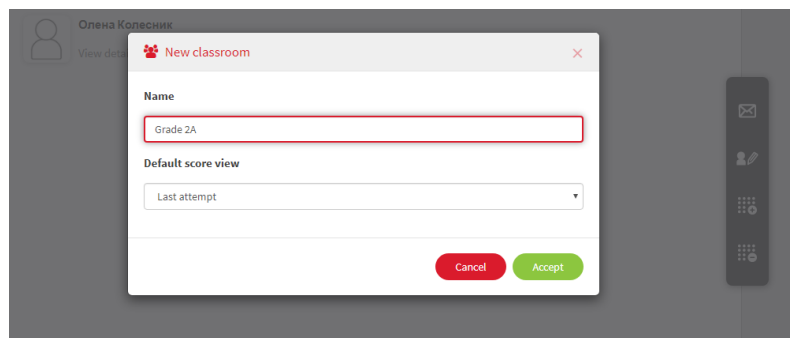 Олена Колесник
View deta
New classroom
Name
Grade 2A
Default score view
Last attempt
Cancel
Accept